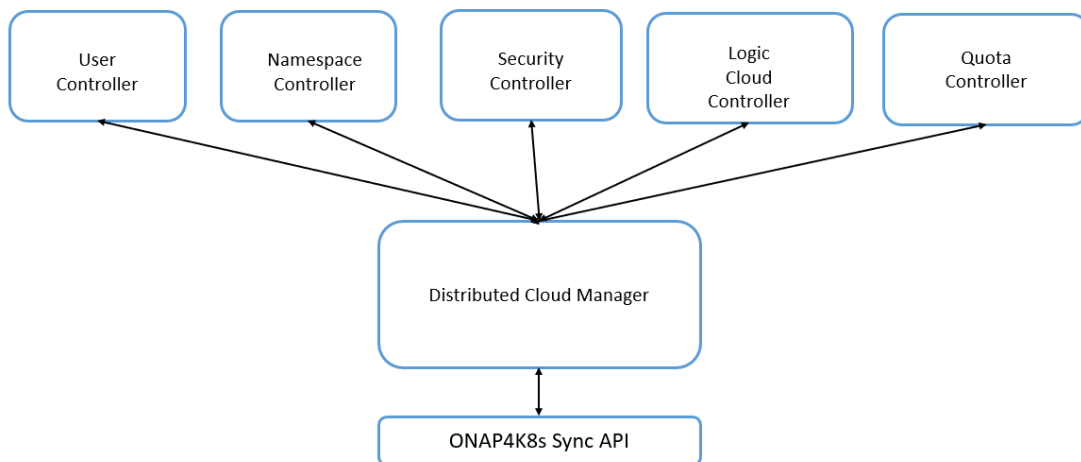 User
Controller
Namespace
Controller
Security
Controller
Logic
Cloud
Controller
Quota
Controller
Distributed Cloud Manager
ONAP4K8s Sync API